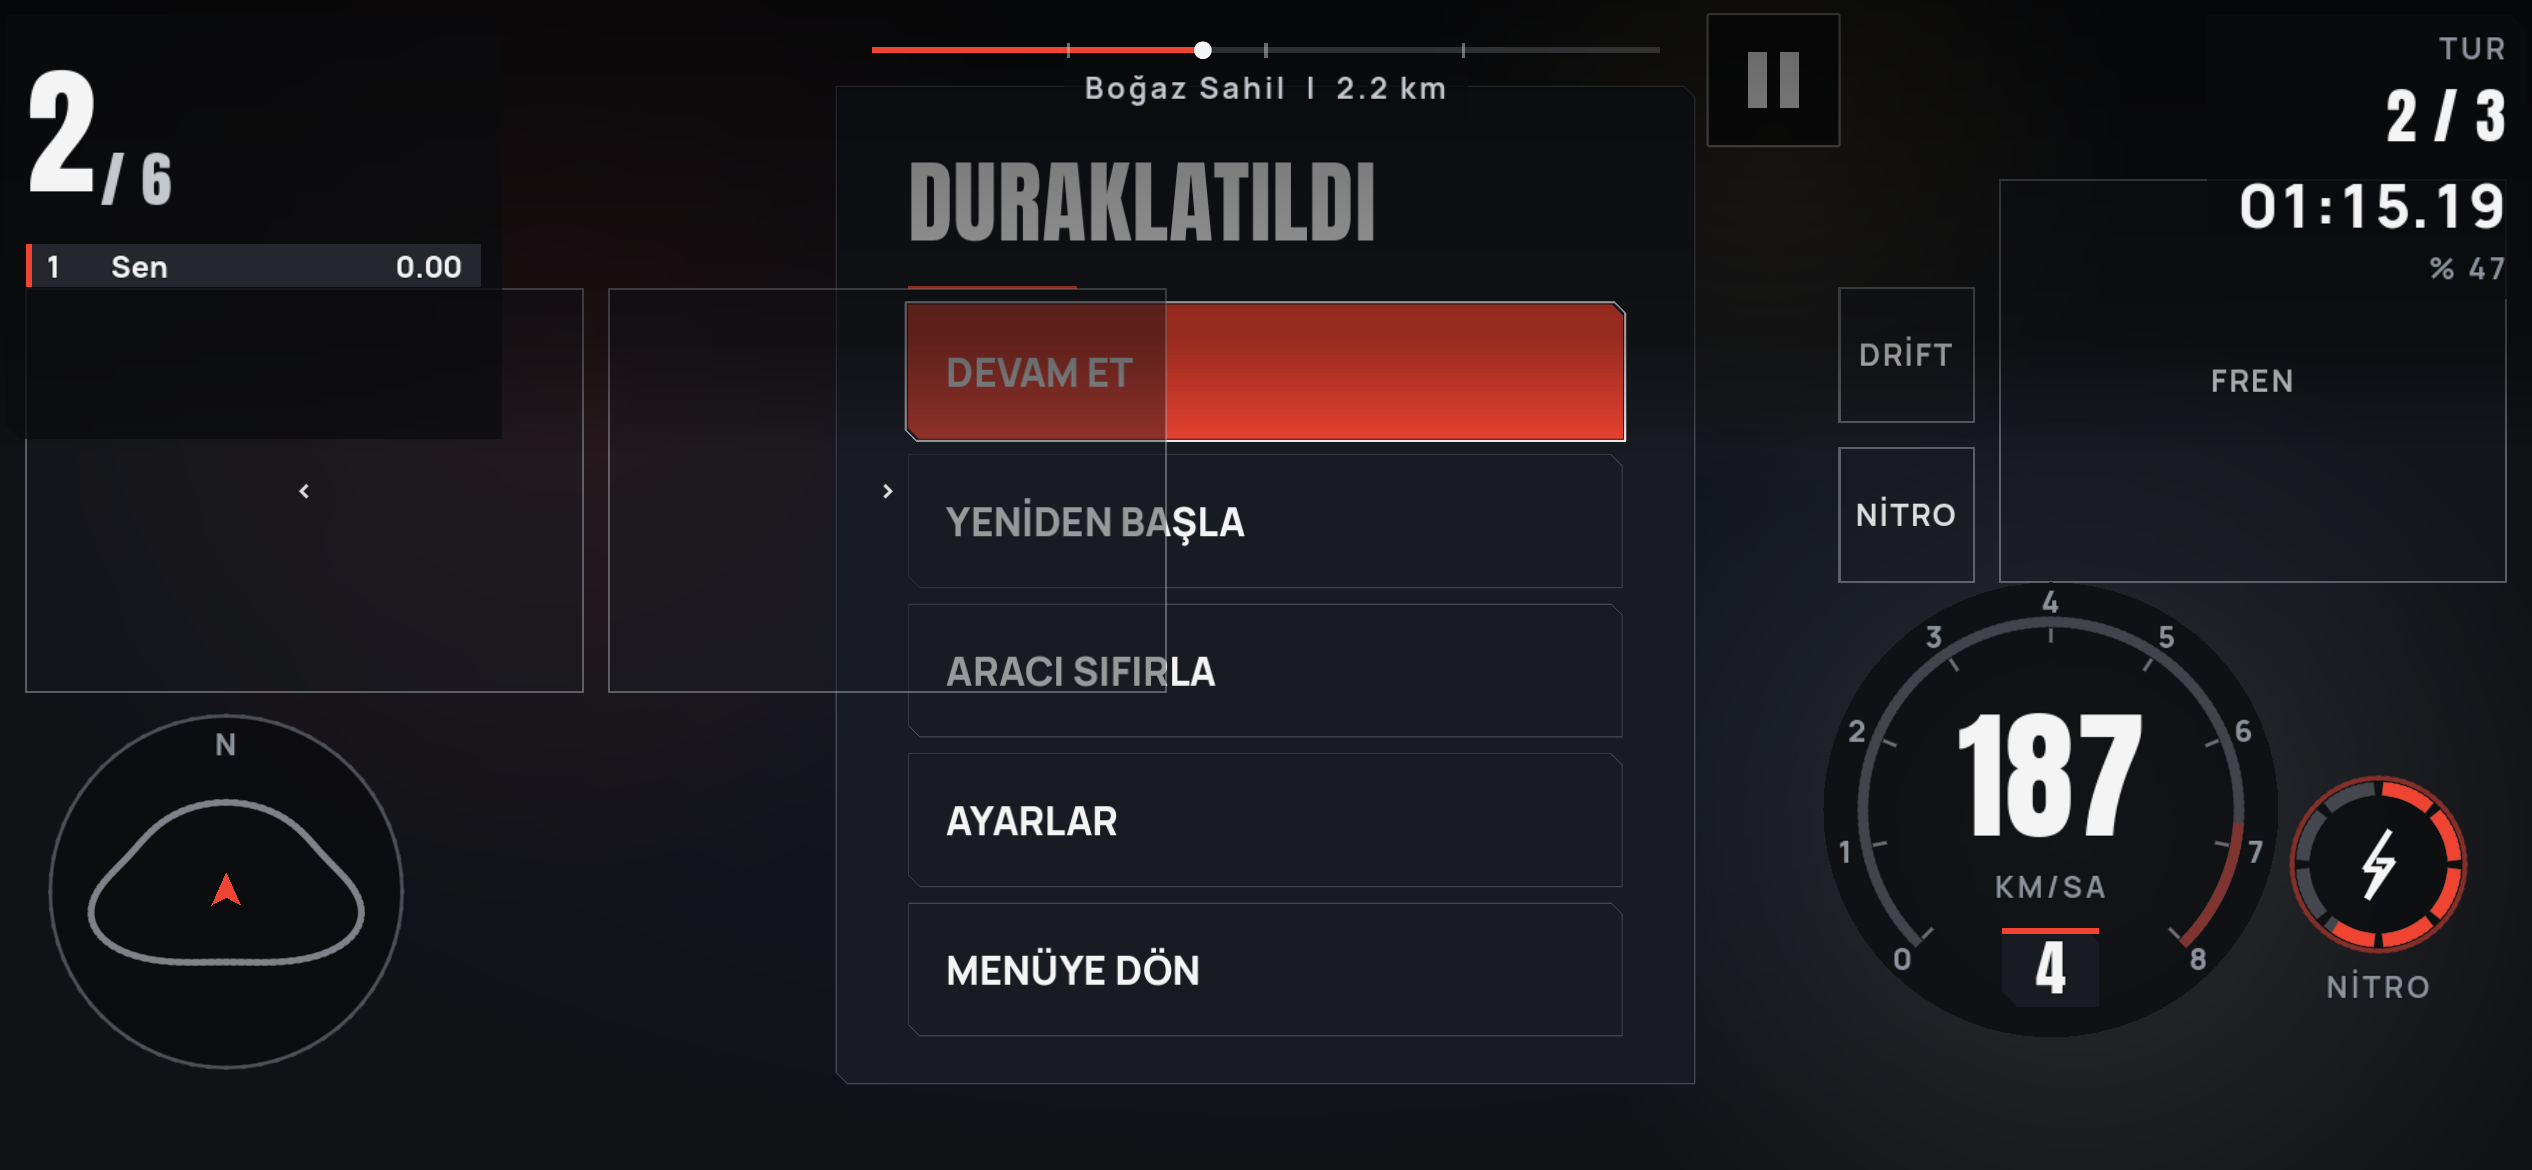 2 / 6
1 Sen 0.00
Boğaz Sahil | 2.2 km
TUR
2 / 3
01:15.19
% 47
DURAKLATILDI
DEVAM ET
YENİDEN BAŞLA
ARACI SIFIRLA
AYARLAR
MENÜYE DÖN
‹
›
DRİFT
NİTRO
FREN
N
0
1
2
3
4
5
6
7
8
187
KM/SA
4
NİTRO